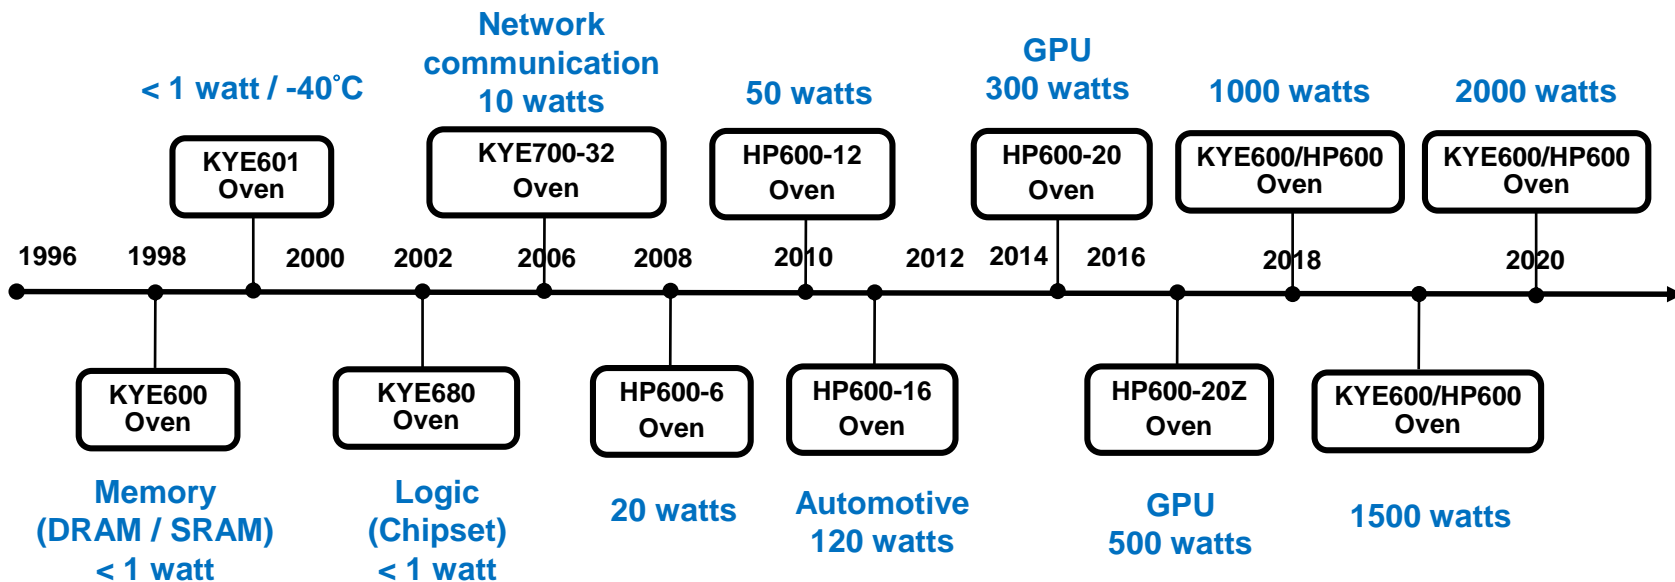 Network
communication
10 watts
< 1 watt / -40°C
50 watts
GPU
300 watts
1000 watts
2000 watts
KYE601
Oven
KYE700-32
Oven
HP600-12
Oven
HP600-20
Oven
KYE600/HP600
Oven
KYE600/HP600
Oven
1996
1998
2000
2002
2006
2008
2010
2012
2014
2016
2018
2020
KYE600
Oven
KYE680
Oven
HP600-6
Oven
HP600-16
Oven
HP600-20Z
Oven
KYE600/HP600
Oven
Memory
(DRAM / SRAM)
< 1 watt
Logic
(Chipset)
< 1 watt
20 watts
Automotive
120 watts
GPU
500 watts
1500 watts